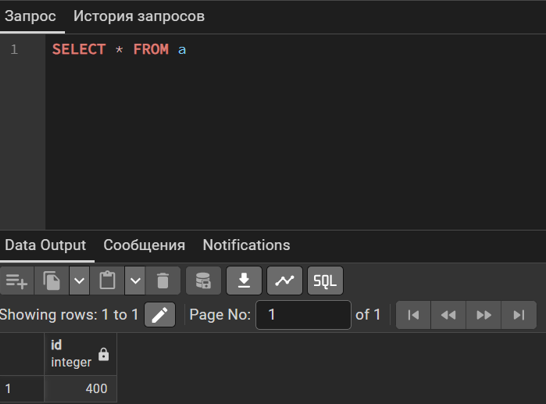 Запрос История запросов
1 SELECT * FROM a
Data Output Сообщения Notifications
SQL
Showing rows: 1 to 1 Page No: 1 of 1
id
integer
1 400